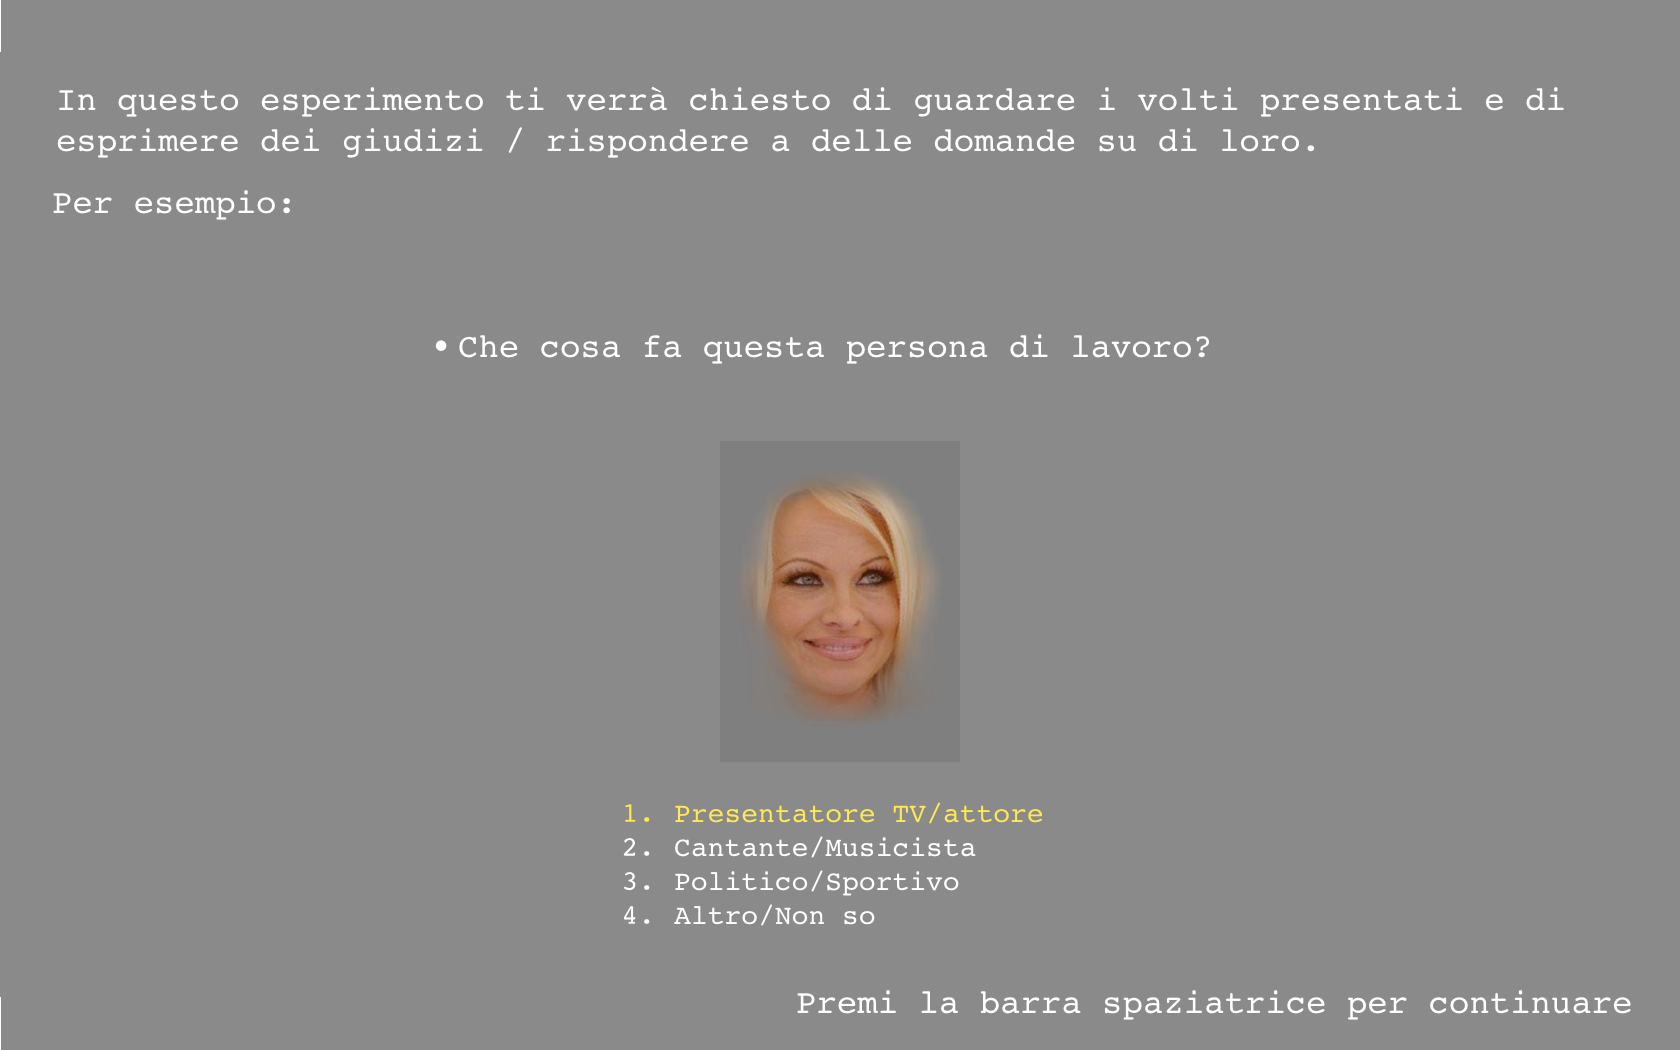 In questo esperimento ti verrà chiesto di guardare i volti presentati e di
esprimere dei giudizi / rispondere a delle domande su di loro.
Per esempio:
• Che cosa fa questa persona di lavoro?
1. Presentatore TV/attore
2. Cantante/Musicista
3. Politico/Sportivo
4. Altro/Non so
Premi la barra spaziatrice per continuare